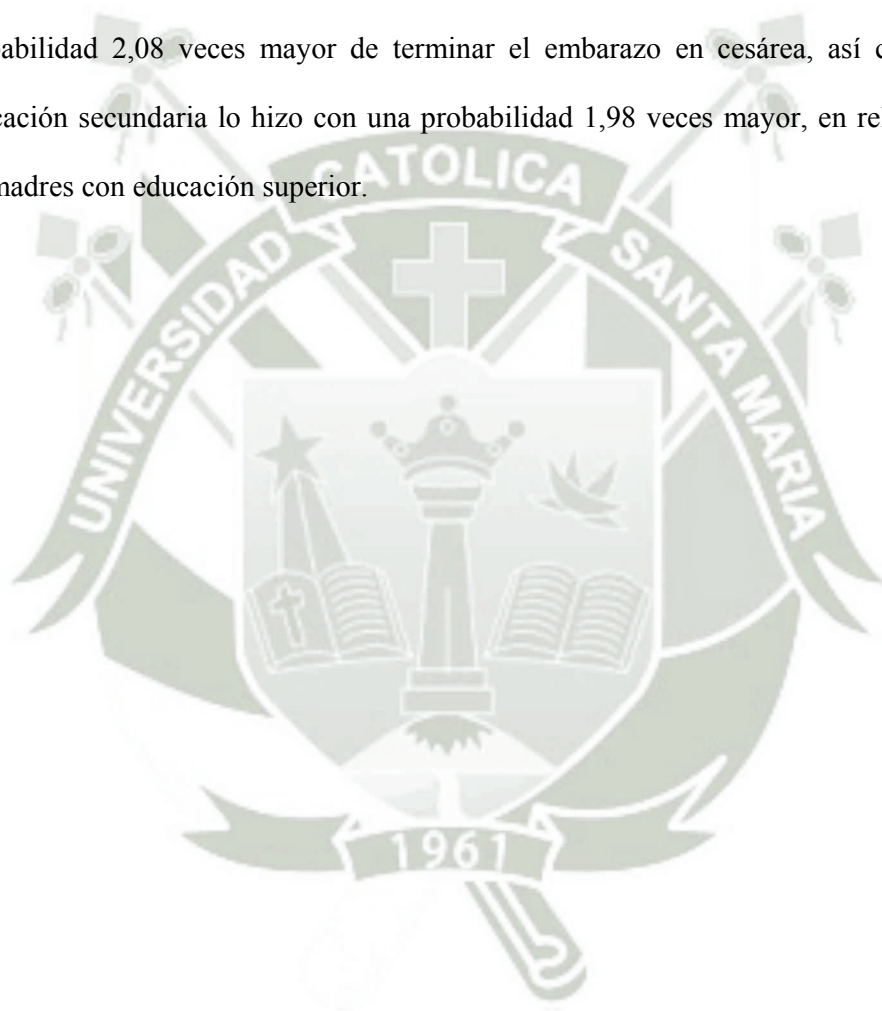 abilidad 2,08 veces mayor de terminar el embarazo en cesárea, así c
cación secundaria lo hizo con una probabilidad 1,98 veces mayor, en re
madres con educación superior.
CATOLICA
UNIVERSIDAD
SANTA MARIA
1961